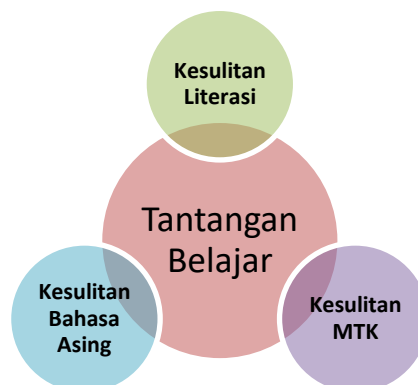 Kesulitan
Literasi
Tantangan
Belajar
Kesulitan
Bahasa
Asing
Kesulitan
MTK